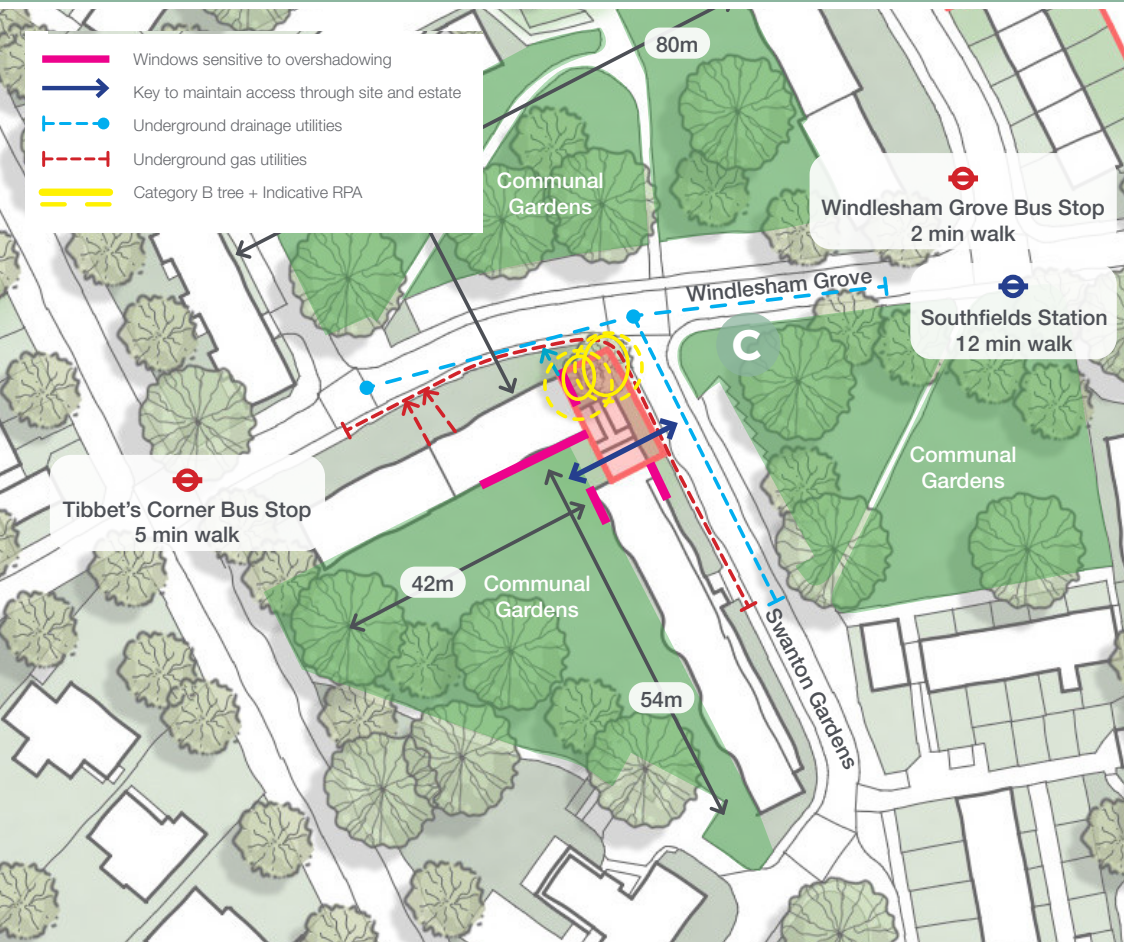 Windows sensitive to overshadowing
Key to maintain access through site and estate
Underground drainage utilities
Underground gas utilities
Category B tree + Indicative RPA
80m
Communal
Gardens
Windlesham Grove Bus Stop
2 min walk
Windlesham Grove
Southfields Station
12 min walk
C
Communal
Gardens
Tibbet's Corner Bus Stop
5 min walk
42m
Communal
Gardens
54m
Swanton Gardens